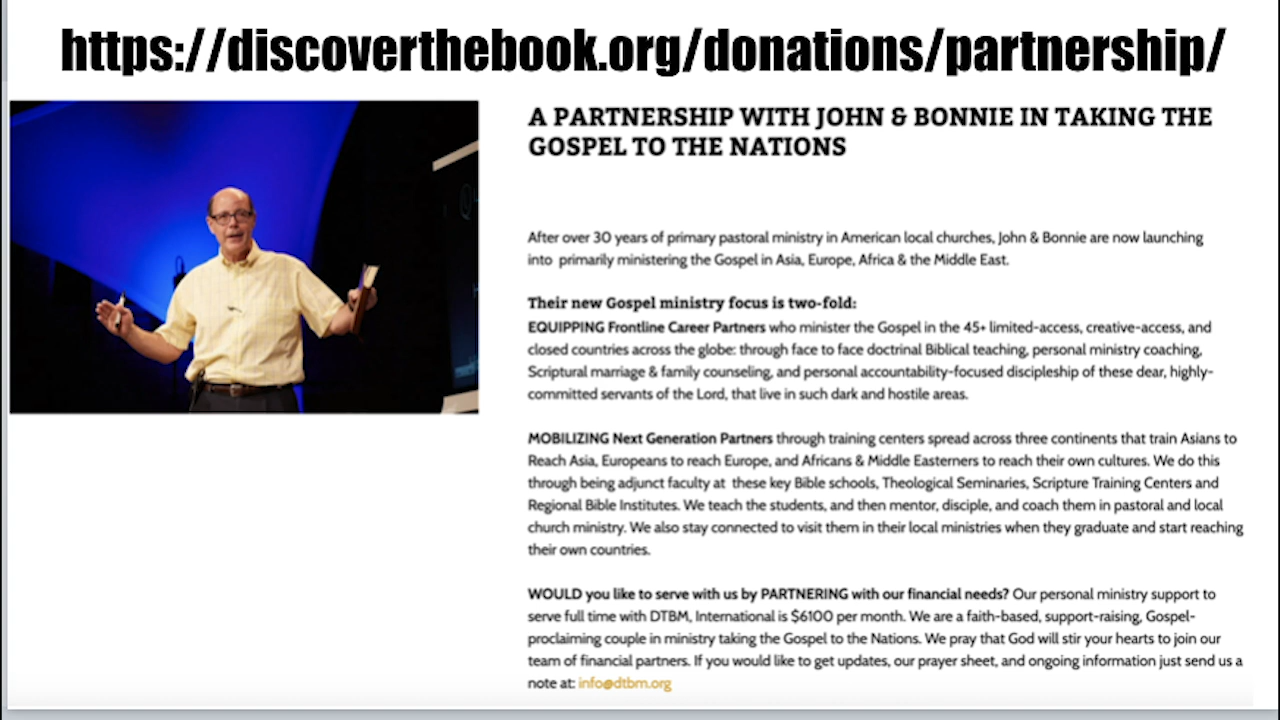 https://discoverthebook.org/donations/partnership/
A PARTNERSHIP WITH JOHN & BONNIE IN TAKING THE
GOSPEL TO THE NATIONS
After over 30 years of primary pastoral ministry in American local churches, John & Bonnie are now launching
into primarily ministering the Gospel in Asia, Europe, Africa & the Middle East.
Their new Gospel ministry focus is two-fold:
EQUIPPING Frontline Career Partners who minister the Gospel in the 45+ limited-access, creative-access, and
closed countries across the globe: through face to face doctrinal Biblical teaching, personal ministry coaching,
Scriptural marriage & family counseling, and personal accountability-focused discipleship of these dear, highly-
committed servants of the Lord, that live in such dark and hostile areas.
MOBILIZING Next Generation Partners through training centers spread across three continents that train Asians to
Reach Asia, Europeans to reach Europe, and Africans & Middle Easterners to reach their own cultures. We do this
through being adjunct faculty at these key Bible schools, Theological Seminaries, Scripture Training Centers and
Regional Bible Institutes. We teach the students, and then mentor, disciple, and coach them in pastoral and local
church ministry. We also stay connected to visit them in their local ministries when they graduate and start reaching
their own countries.
WOULD you like to serve with us by PARTNERING with our financial needs? Our personal ministry support to
serve full time with DTBM, International is $6100 per month. We are a faith-based, support-raising, Gospel-
proclaiming couple in ministry taking the Gospel to the Nations. We pray that God will stir your hearts to join our
team of financial partners. If you would like to get updates, our prayer sheet, and ongoing information just send us a
note at: info@dtbm.org